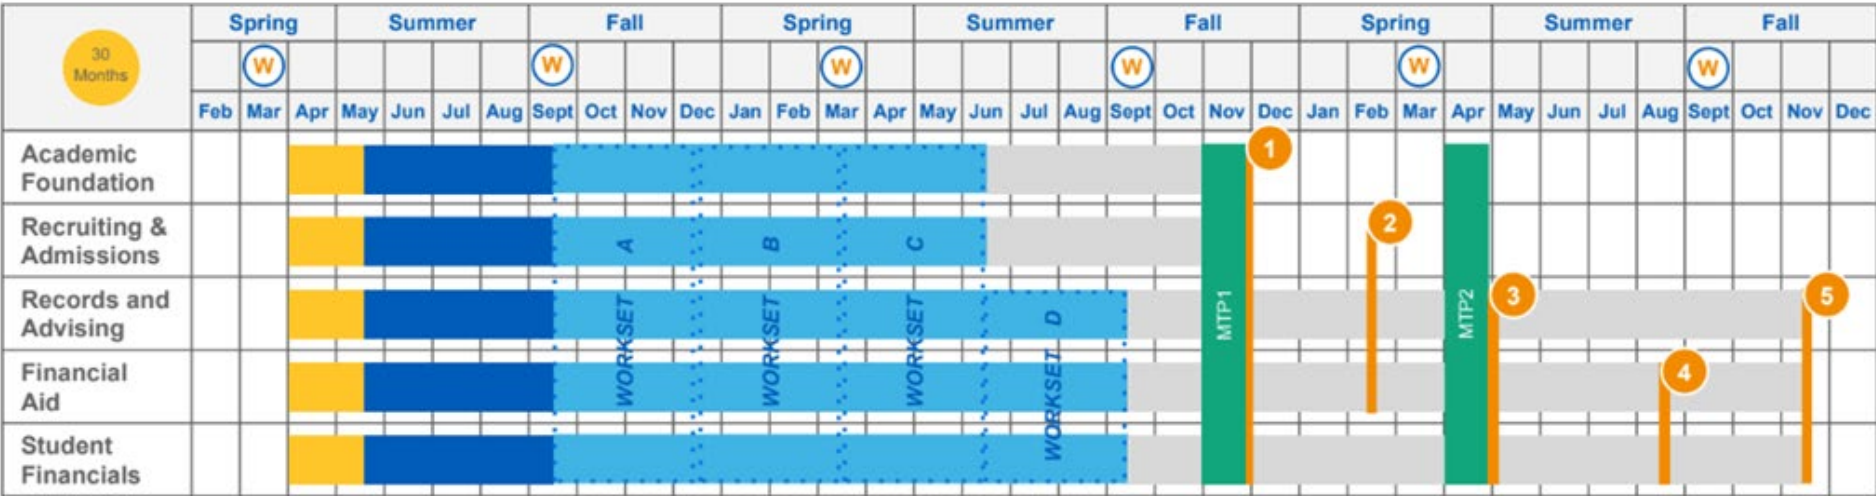 Spring Summer Fall Spring Summer Fall Spring Summer Fall
30
Months
W W W W W W
Feb Mar Apr May Jun Jul Aug Sept Oct Nov Dec Jan Feb Mar Apr May Jun Jul Aug Sept Oct Nov Dec Jan Feb Mar Apr May Jun Jul Aug Sept Oct Nov Dec
Academic
Foundation
1
Recruiting &
Admissions
2
Records and
Advising
3
5
Financial
Aid
4
Student
Financials
WORKSET A
WORKSET B
WORKSET C
WORKSET D
MTP1
MTP2